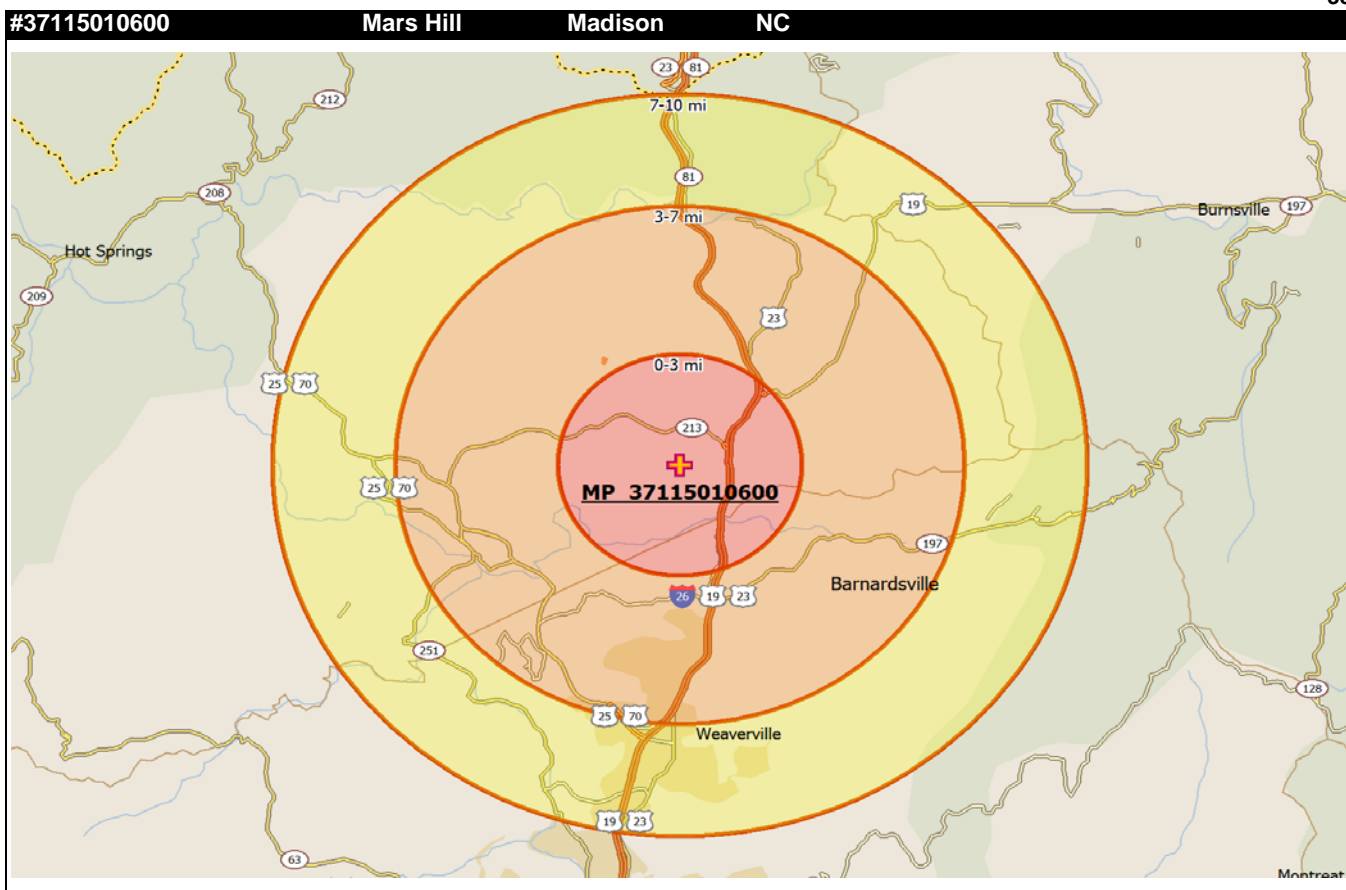 #37115010600 Mars Hill Madison NC
23 81
7-10 mi
212
81
208
19
Burnsville 197
3-7 mi
Hot Springs
209
23
0-3 mi
25 70
213
MP 37115010600
25 70
197
Barnardsville
26 19 23
251
128
25 70
Weaverville
19 23
63
Montreat